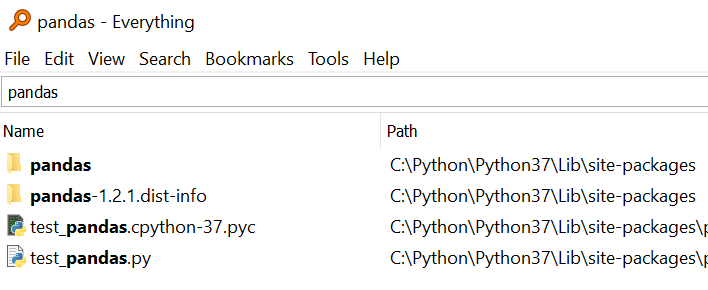 pandas - Everything
File Edit View Search Bookmarks Tools Help
pandas
Name Path
pandas C:\Python\Python37\Lib\site-packages
pandas-1.2.1.dist-info C:\Python\Python37\Lib\site-packages
test_pandas.cpython-37.pyc C:\Python\Python37\Lib\site-packages\p
test_pandas.py C:\Python\Python37\Lib\site-packages\p